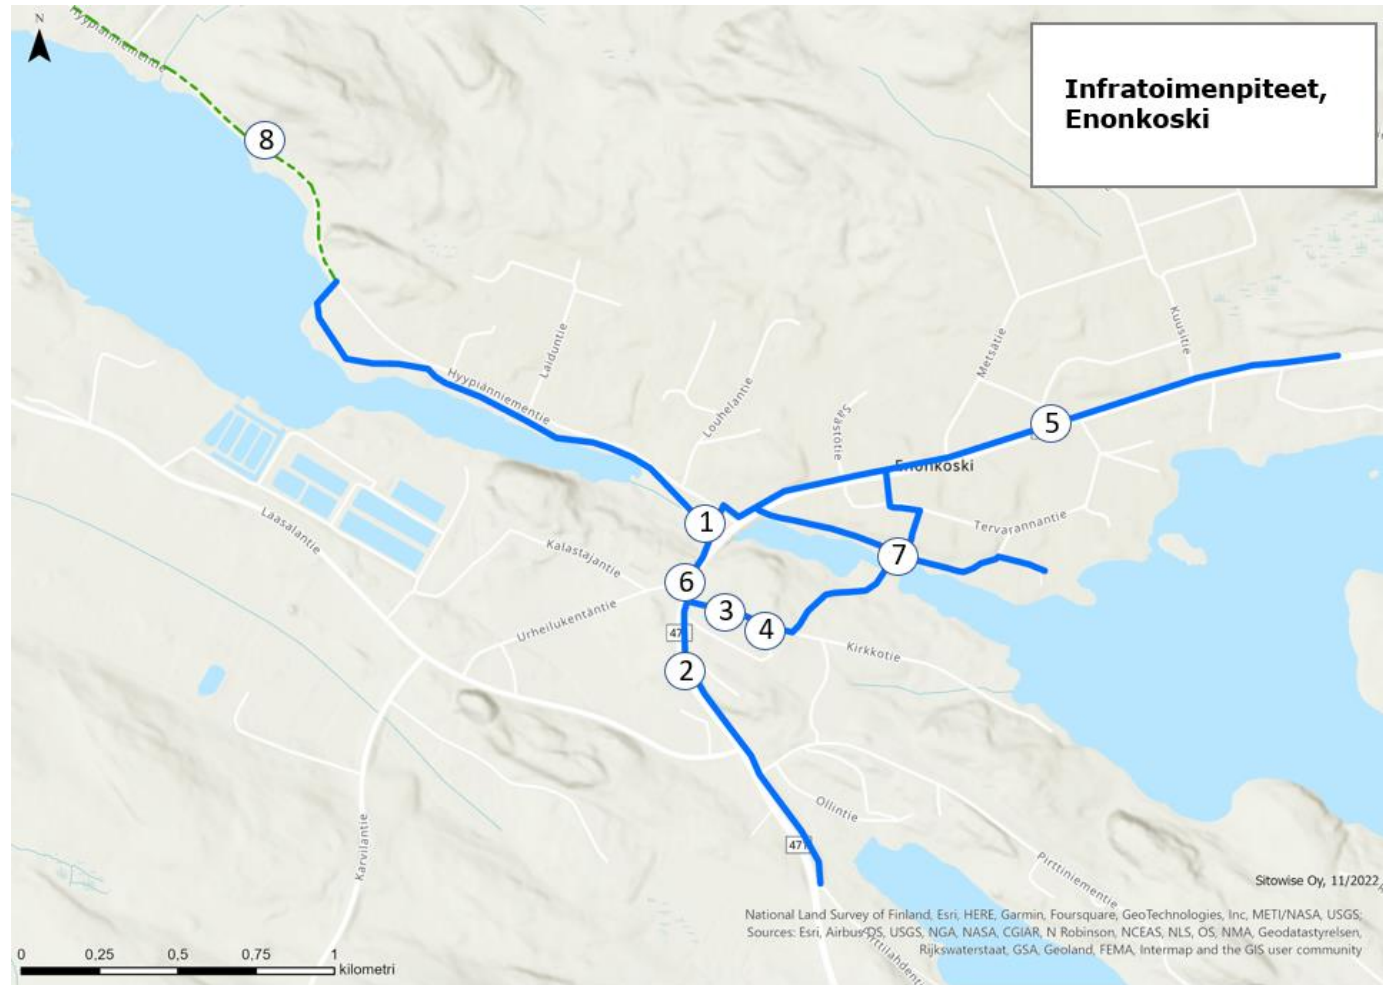 N
Hyypiänniementie
Infratoimenpiteet,
Enonkoski
8
Laiduntie
Hyypiänniementie
Louhelantie
Säästötie
Metsätie
Kuusitie
5
Enonkoski
Laasalantie
Kalastajantie
1
Tervarannantie
7
6
Urheilukentäntie
3
4
47
Kirkkotie
2
Karvilantie
Ollintie
471
Pirttiniementie
Sitowise Oy, 11/2022
National Land Survey of Finland, Esri, HERE, Garmin, Foursquare, GeoTechnologies, Inc, METI/NASA, USGS;
Sources: Esri, Airbus DS, USGS, NGA, NASA, CGIAR, N Robinson, NCEAS, NLS, OS, NMA, Geodatastyrelsen,
Rijkswaterstaat, GSA, Geoland, FEMA, Intermap and the GIS user community
0 0,25 0,5 0,75 1
kilometri